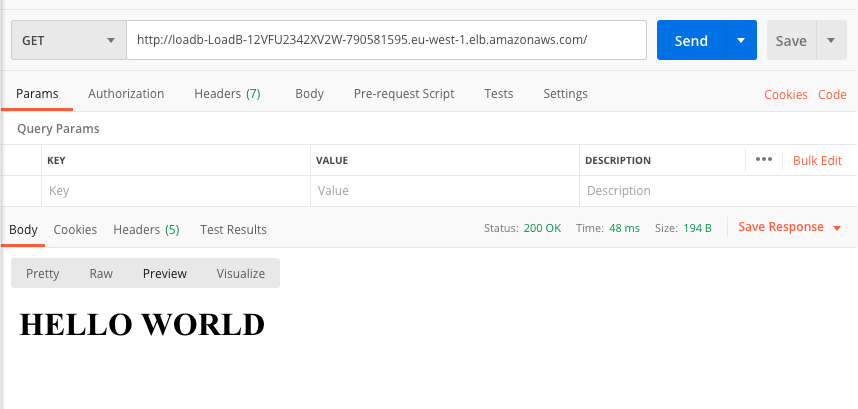 GET http://loadb-LoadB-12VFU2342XV2W-790581595.eu-west-1.elb.amazonaws.com/ Send Save
Params Authorization Headers (7) Body Pre-request Script Tests Settings Cookies Code
Query Params
KEY VALUE DESCRIPTION ••• Bulk Edit
Key Value Description
Body Cookies Headers (5) Test Results Status: 200 OK Time: 48 ms Size: 194 B Save Response
Pretty Raw Preview Visualize
HELLO WORLD